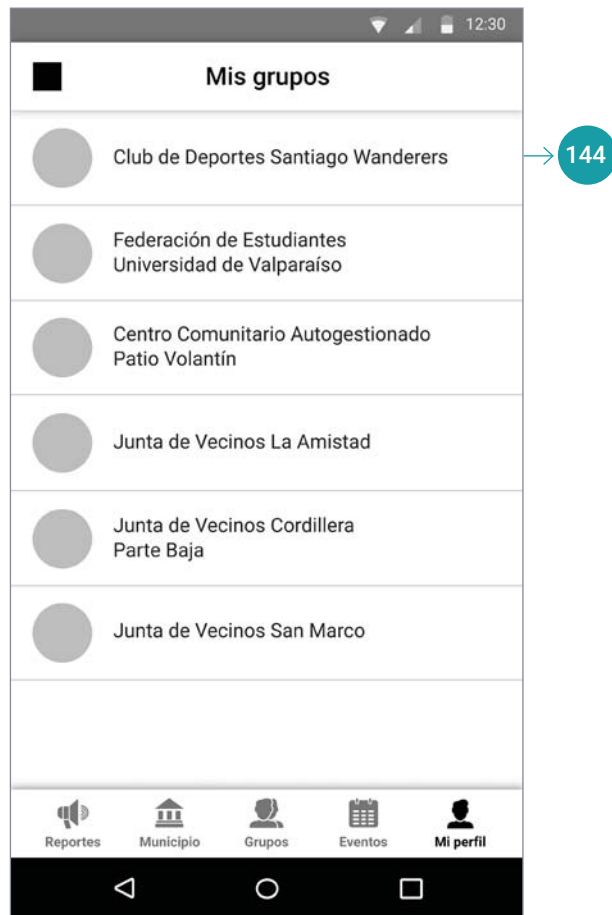 12:30
Mis grupos
Club de Deportes Santiago Wanderers
144
Federación de Estudiantes
Universidad de Valparaíso
Centro Comunitario Autogestionado
Patio Volantín
Junta de Vecinos La Amistad
Junta de Vecinos Cordillera
Parte Baja
Junta de Vecinos San Marco
Reportes Municipio Grupos Eventos Mi perfil